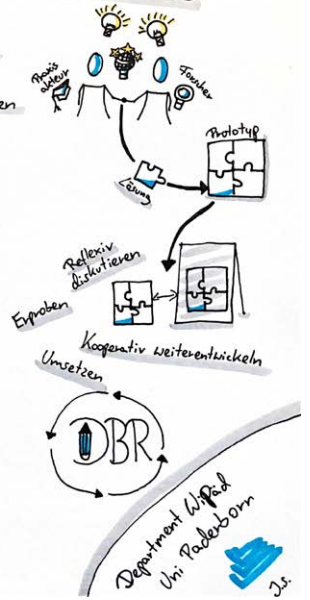 en
Praxis
akteur
Forscher
Prototyp
Lösung
Reflexiv
diskutieren
Erproben
Kooperativ weiterentwickeln
Umsetzen
DBR
Department WiPäd
Uni Paderborn
J.S.